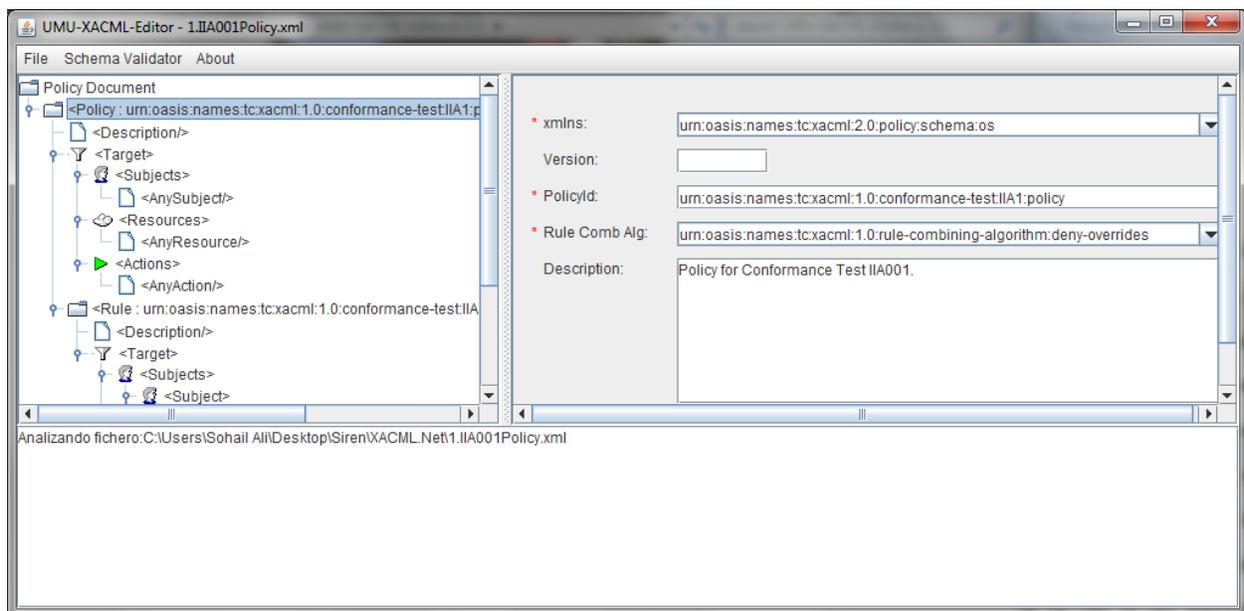 UMU-XACML-Editor - 1.IIA001Policy.xml
File Schema Validator About
Policy Document
<Policy : urn:oasis:names:tc:xacml:1.0:conformance-test:IIA1:p
<Description/>
<Target>
<Subjects>
<AnySubject/>
<Resources>
<AnyResource/>
<Actions>
<AnyAction/>
<Rule : urn:oasis:names:tc:xacml:1.0:conformance-test:IIA
<Description/>
<Target>
<Subjects>
<Subject>
* xmlns: urn:oasis:names:tc:xacml:2.0:policy:schema:os
Version:
* PolicyId: urn:oasis:names:tc:xacml:1.0:conformance-test:IIA1:policy
* Rule Comb Alg: urn:oasis:names:tc:xacml:1.0:rule-combining-algorithm:deny-overrides
Description: Policy for Conformance Test IIA001.
Analizando fichero:C:\Users\Sohail Ali\Desktop\Siren\XACML.Net\1.IIA001Policy.xml